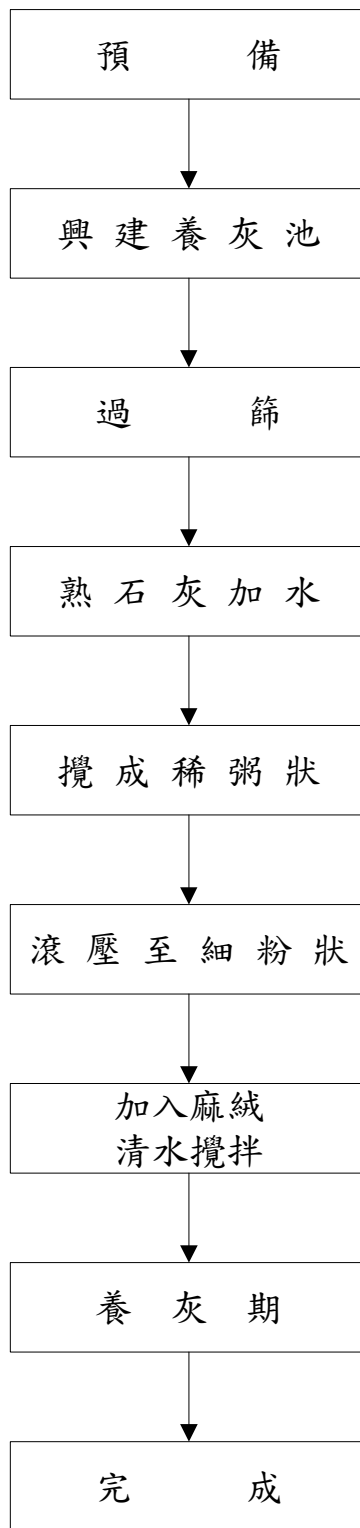 預備
興建養灰池
過篩
熟石灰加水
攪成稀粥狀
滾壓至細粉狀
加入麻絨
清水攪拌
養灰期
完成